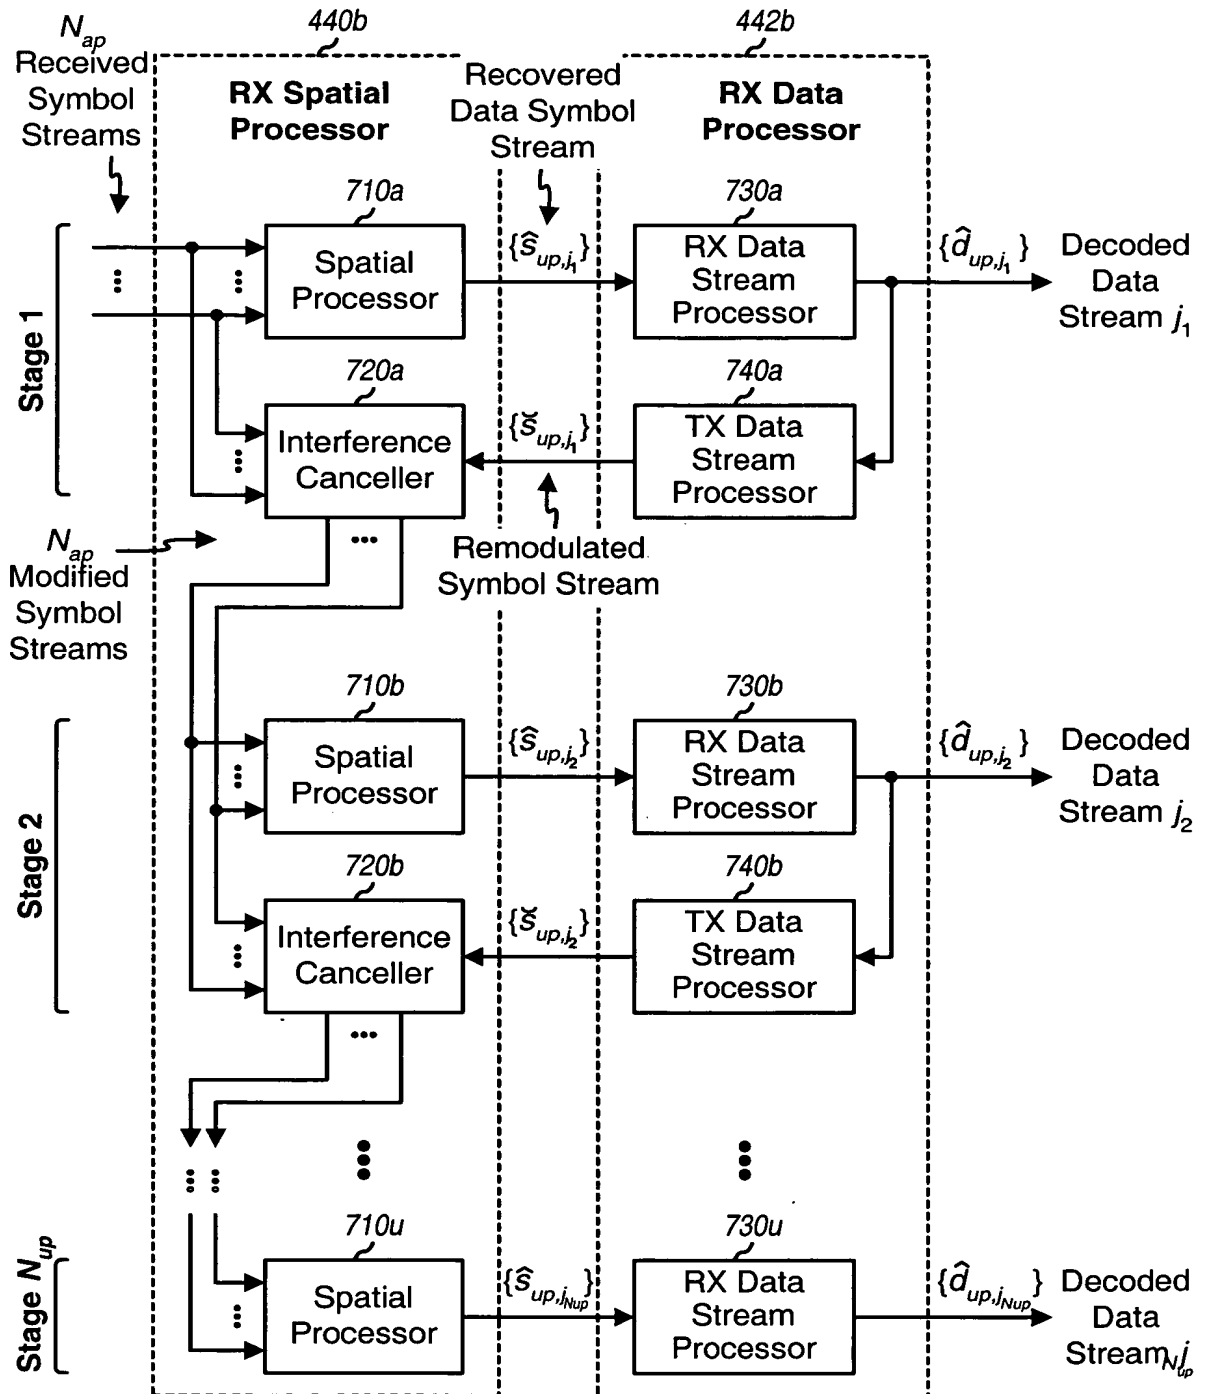 440b
442b
N_ap
Received
Symbol
Streams
RX Spatial
Processor
Recovered
Data Symbol
Stream
RX Data
Processor
Stage 1
710a
Spatial
Processor
{ŝ_up,j₁}
730a
RX Data
Stream
Processor
{d̂_up,j₁}
Decoded
Data
Stream j₁
720a
Interference
Canceller
{s̆_up,j₁}
740a
TX Data
Stream
Processor
N_ap
Modified
Symbol
Streams
Remodulated
Symbol Stream
Stage 2
710b
Spatial
Processor
{ŝ_up,j₂}
730b
RX Data
Stream
Processor
{d̂_up,j₂}
Decoded
Data
Stream j₂
720b
Interference
Canceller
{s̆_up,j₂}
740b
TX Data
Stream
Processor
Stage N_up
710u
Spatial
Processor
{ŝ_up,j_Nup}
730u
RX Data
Stream
Processor
{d̂_up,j_Nup}
Decoded
Data
Stream j_Nup